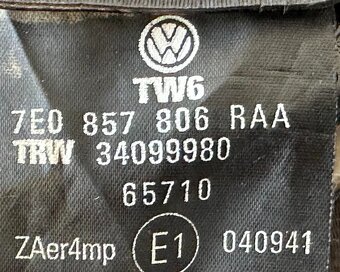 TW6
7E0 857 806 RAA
TRW 34099980
65710
ZAer4mp E1 040941